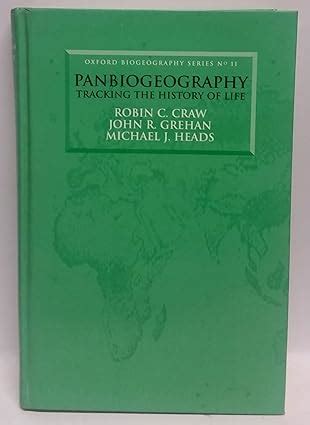 OXFORD BIOGEOGRAPHY SERIES Nº 11
PANBIOGEOGRAPHY
TRACKING THE HISTORY OF LIFE
ROBIN C. CRAW
JOHN R. GREHAN
MICHAEL J. HEADS